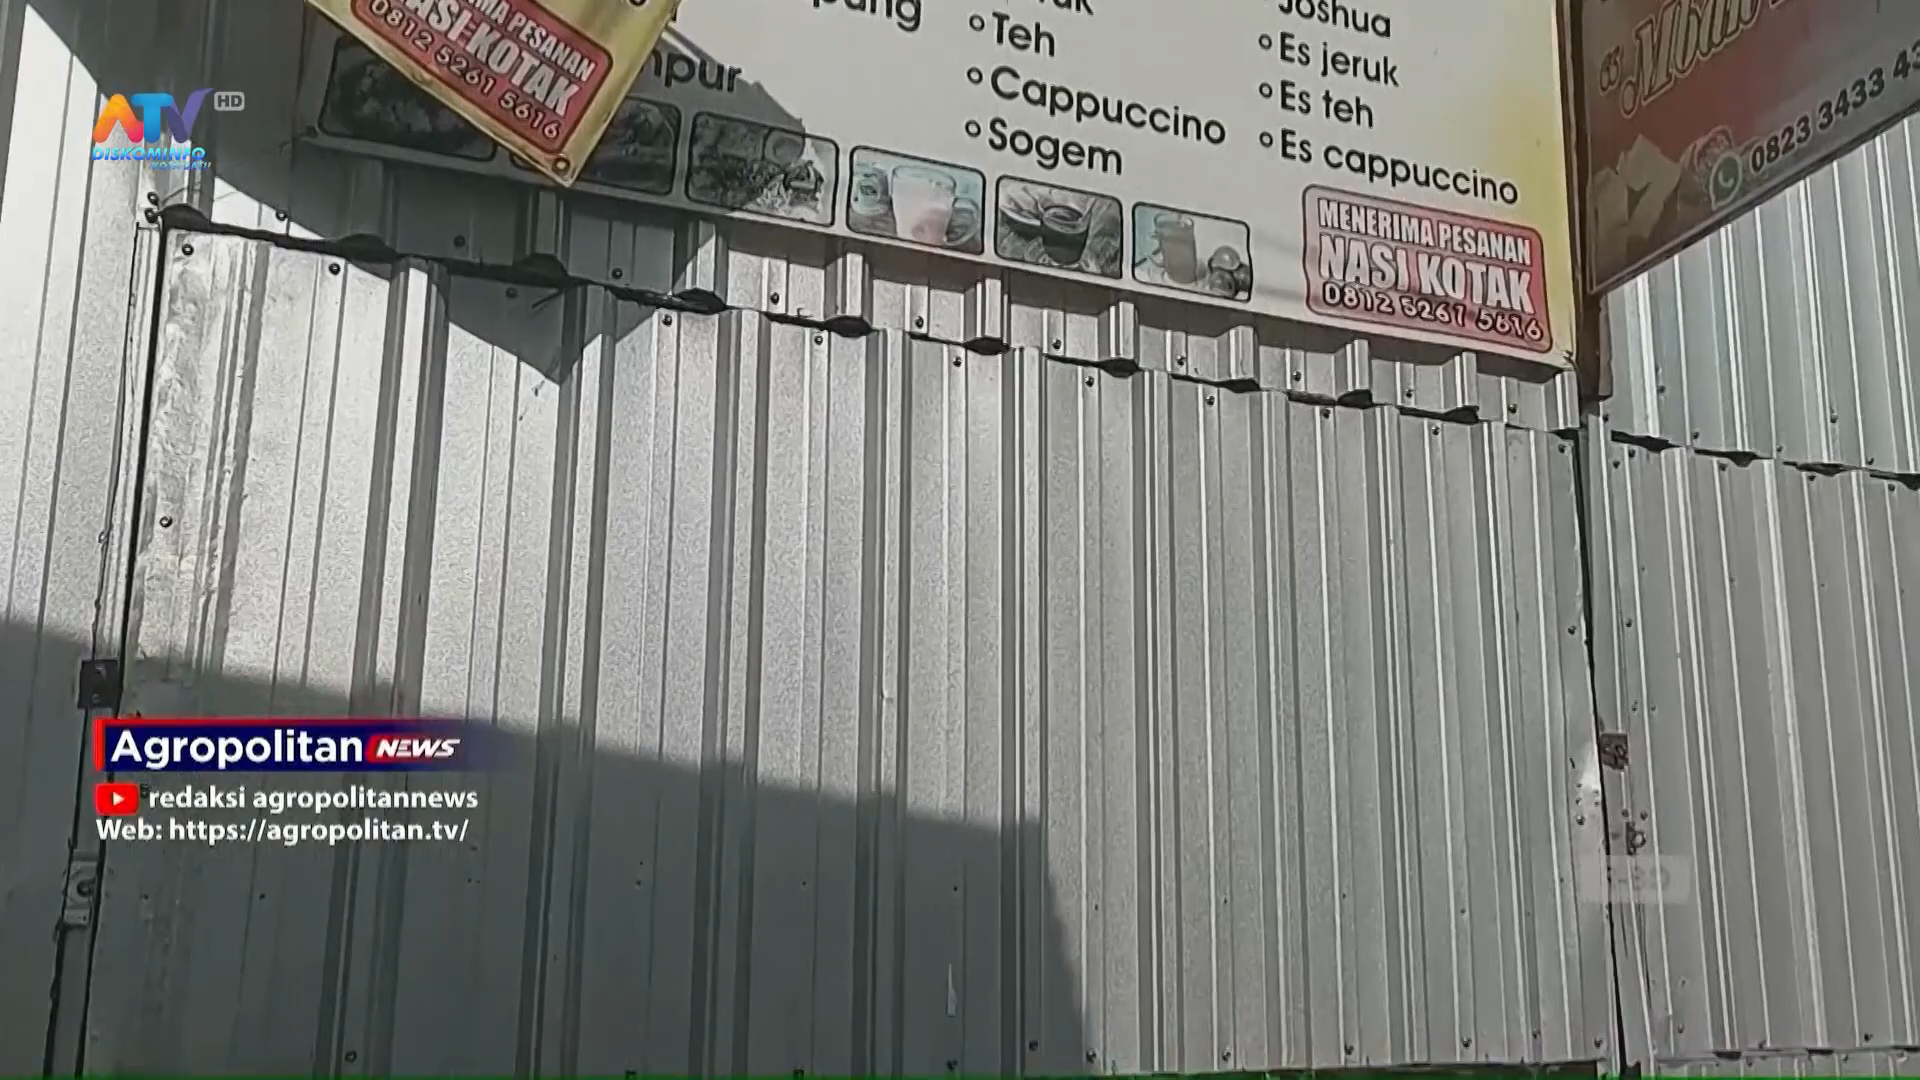 MA PESANAN
NASI KOTAK
0812 5261 5616
Teh
Cappuccino
Sogem
Joshua
Es jeruk
Es teh
Es cappuccino
MENERIMA PESANAN
NASI KOTAK
0812 5261 5616
0823 3433
ATV HD
DISKOMINFO
Agropolitan NEWS
redaksi agropolitannews
Web: https://agropolitan.tv/